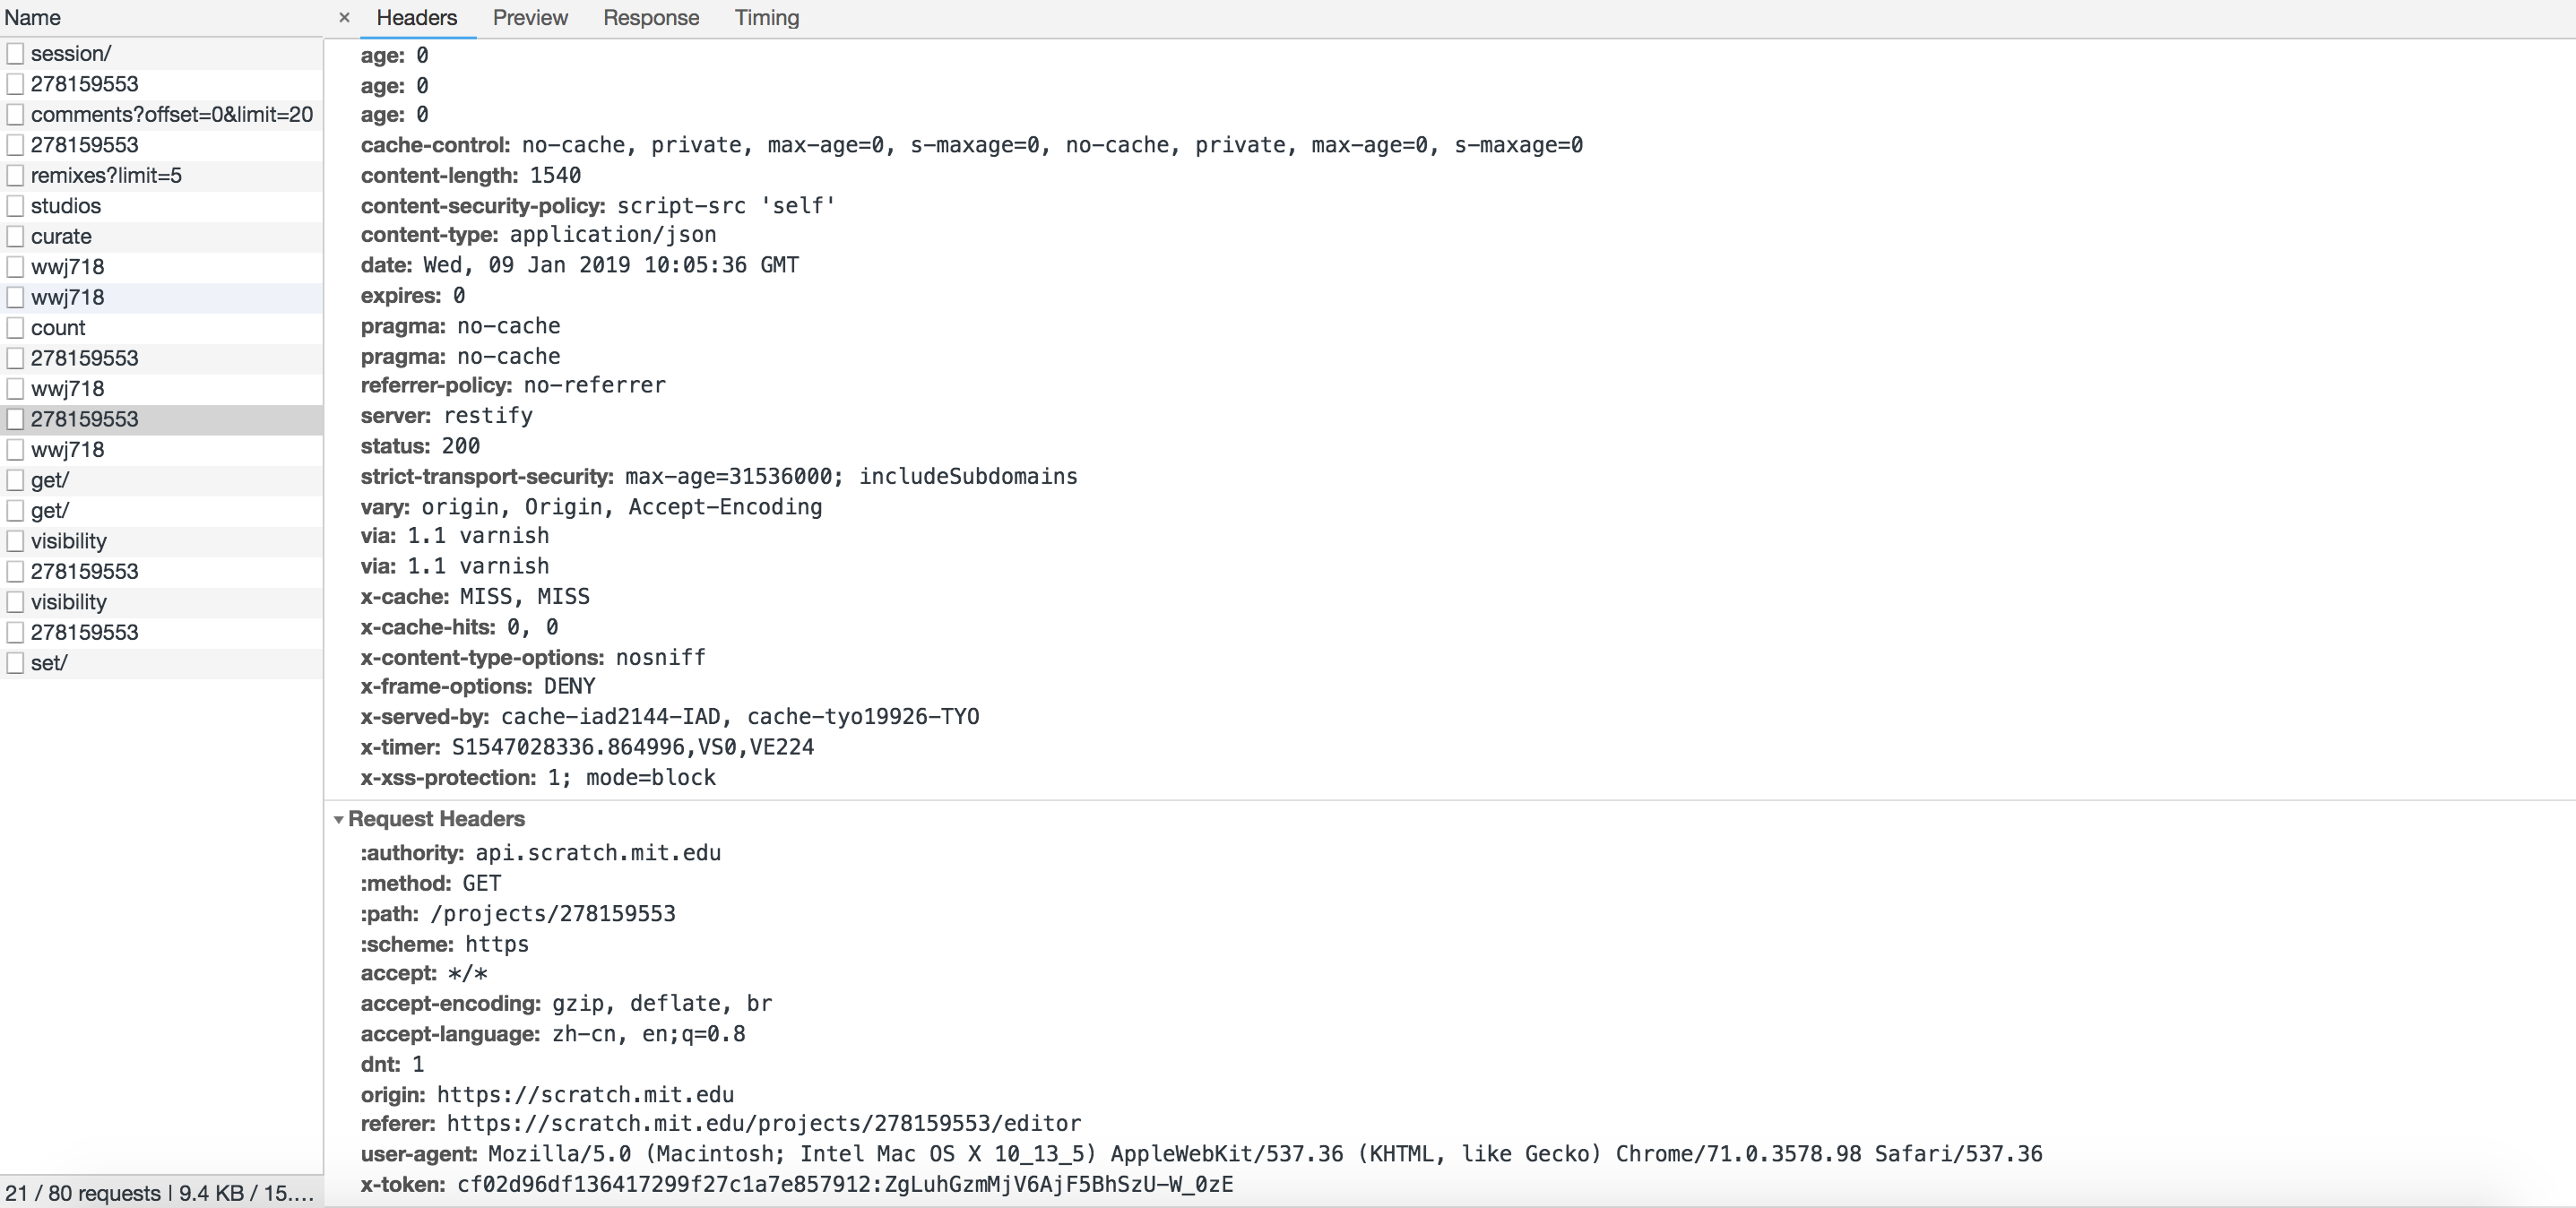 Name
session/
278159553
comments?offset=0&limit=20
278159553
remixes?limit=5
studios
curate
wwj718
wwj718
count
278159553
wwj718
278159553
wwj718
get/
get/
visibility
278159553
visibility
278159553
set/
21 / 80 requests | 9.4 KB / 15....
× Headers Preview Response Timing
age: 0
age: 0
age: 0
cache-control: no-cache, private, max-age=0, s-maxage=0, no-cache, private, max-age=0, s-maxage=0
content-length: 1540
content-security-policy: script-src 'self'
content-type: application/json
date: Wed, 09 Jan 2019 10:05:36 GMT
expires: 0
pragma: no-cache
pragma: no-cache
referrer-policy: no-referrer
server: restify
status: 200
strict-transport-security: max-age=31536000; includeSubdomains
vary: origin, Origin, Accept-Encoding
via: 1.1 varnish
via: 1.1 varnish
x-cache: MISS, MISS
x-cache-hits: 0, 0
x-content-type-options: nosniff
x-frame-options: DENY
x-served-by: cache-iad2144-IAD, cache-tyo19926-TYO
x-timer: S1547028336.864996,VS0,VE224
x-xss-protection: 1; mode=block
Request Headers
:authority: api.scratch.mit.edu
:method: GET
:path: /projects/278159553
:scheme: https
accept: */*
accept-encoding: gzip, deflate, br
accept-language: zh-cn, en;q=0.8
dnt: 1
origin: https://scratch.mit.edu
referer: https://scratch.mit.edu/projects/278159553/editor
user-agent: Mozilla/5.0 (Macintosh; Intel Mac OS X 10_13_5) AppleWebKit/537.36 (KHTML, like Gecko) Chrome/71.0.3578.98 Safari/537.36
x-token: cf02d96df136417299f27c1a7e857912:ZgLuhGzmMjV6AjF5BhSzU-W_0zE